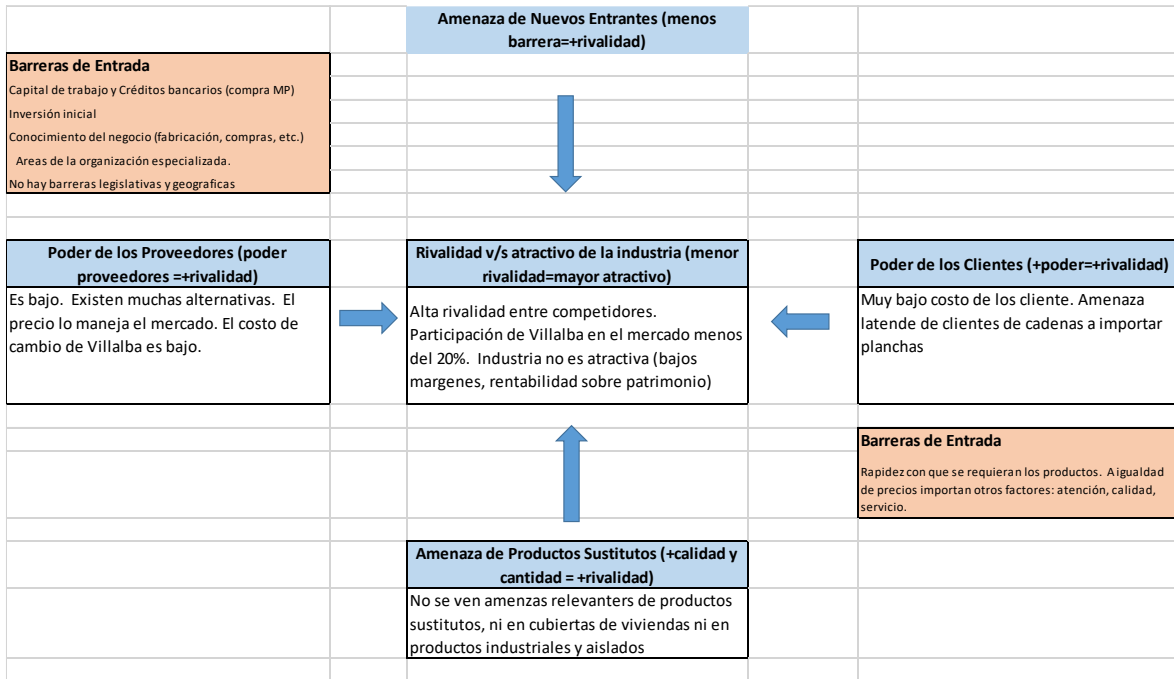 Amenaza de Nuevos Entrantes (menos
barrera=+rivalidad)
Barreras de Entrada
Capital de trabajo y Créditos bancarios (compra MP)
Inversión inicial
Conocimiento del negocio (fabricación, compras, etc.)
Areas de la organización especializada.
No hay barreras legislativas y geograficas
Poder de los Proveedores (poder
proveedores =+rivalidad)
Es bajo. Existen muchas alternativas. El
precio lo maneja el mercado. El costo de
cambio de Villalba es bajo.
Rivalidad v/s atractivo de la industria (menor
rivalidad=mayor atractivo)
Alta rivalidad entre competidores.
Participación de Villalba en el mercado menos
del 20%. Industria no es atractiva (bajos
margenes, rentabilidad sobre patrimonio)
Poder de los Clientes (+poder=+rivalidad)
Muy bajo costo de los cliente. Amenaza
latende de clientes de cadenas a importar
planchas
Barreras de Entrada
Rapidez con que se requieran los productos. A igualdad
de precios importan otros factores: atención, calidad,
servicio.
Amenaza de Productos Sustitutos (+calidad y
cantidad = +rivalidad)
No se ven amenzas relevanters de productos
sustitutos, ni en cubiertas de viviendas ni en
productos industriales y aislados